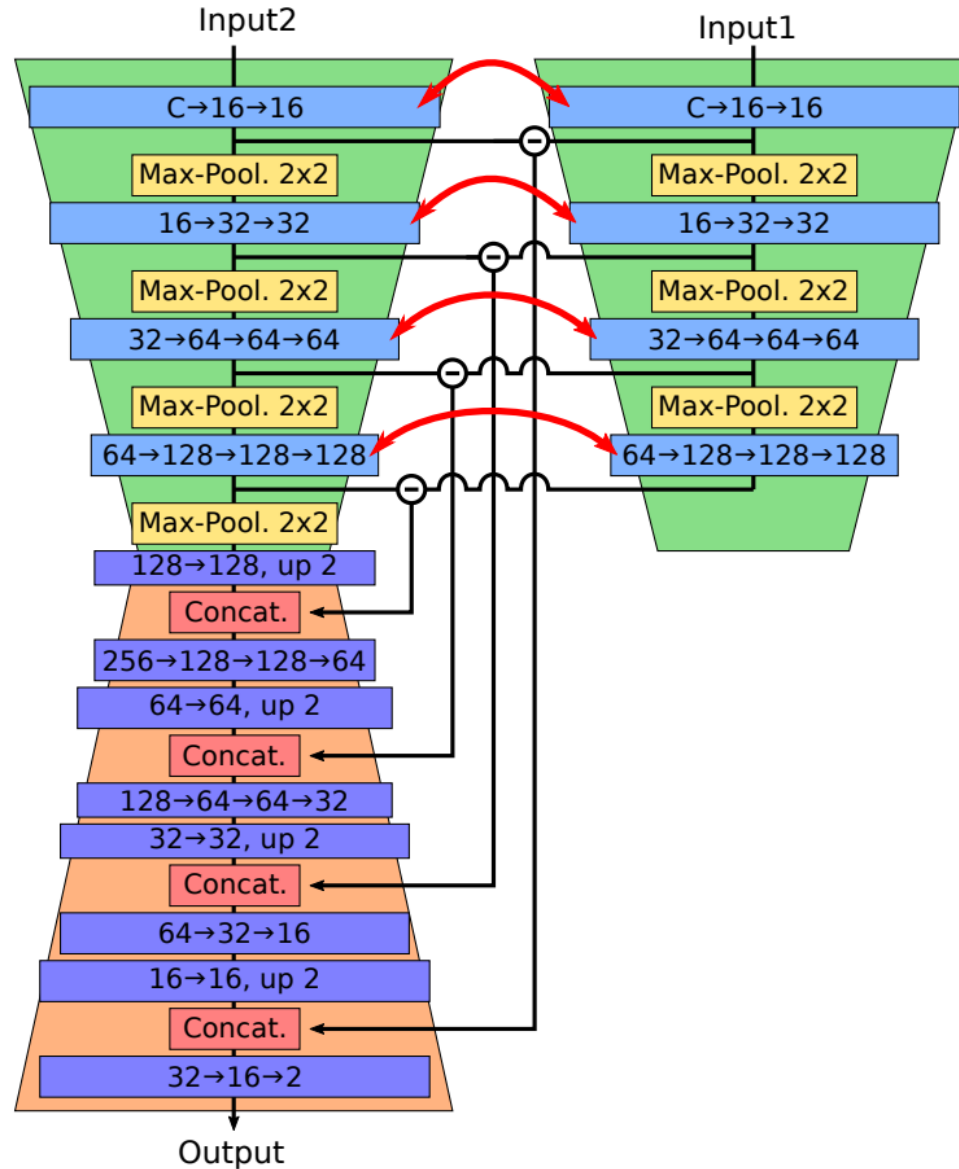 Input2
Input1
C→16→16
C→16→16
Max-Pool. 2x2
Max-Pool. 2x2
16→32→32
16→32→32
Max-Pool. 2x2
Max-Pool. 2x2
32→64→64→64
32→64→64→64
Max-Pool. 2x2
Max-Pool. 2x2
64→128→128→128
64→128→128→128
Max-Pool. 2x2
128→128, up 2
Concat.
256→128→128→64
64→64, up 2
Concat.
128→64→64→32
32→32, up 2
Concat.
64→32→16
16→16, up 2
Concat.
32→16→2
Output